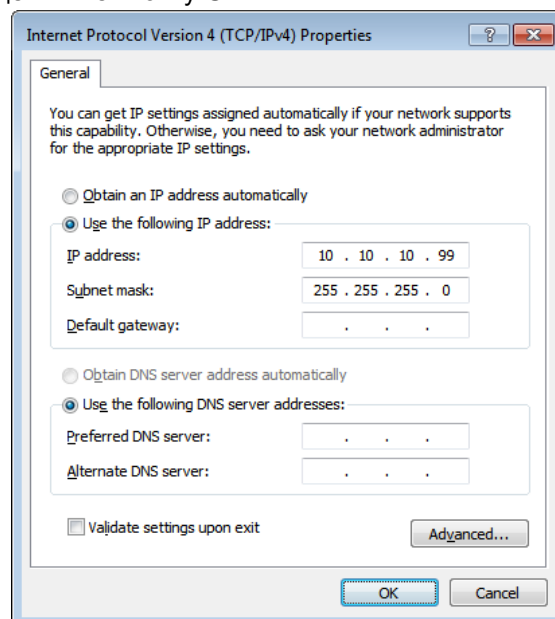 Internet Protocol Version 4 (TCP/IPv4) Properties
General
You can get IP settings assigned automatically if your network supports
this capability. Otherwise, you need to ask your network administrator
for the appropriate IP settings.
Obtain an IP address automatically
Use the following IP address:
IP address: 10 . 10 . 10 . 99
Subnet mask: 255 . 255 . 255 . 0
Default gateway: . . .
Obtain DNS server address automatically
Use the following DNS server addresses:
Preferred DNS server: . . .
Alternate DNS server: . . .
Validate settings upon exit
Advanced...
OK Cancel